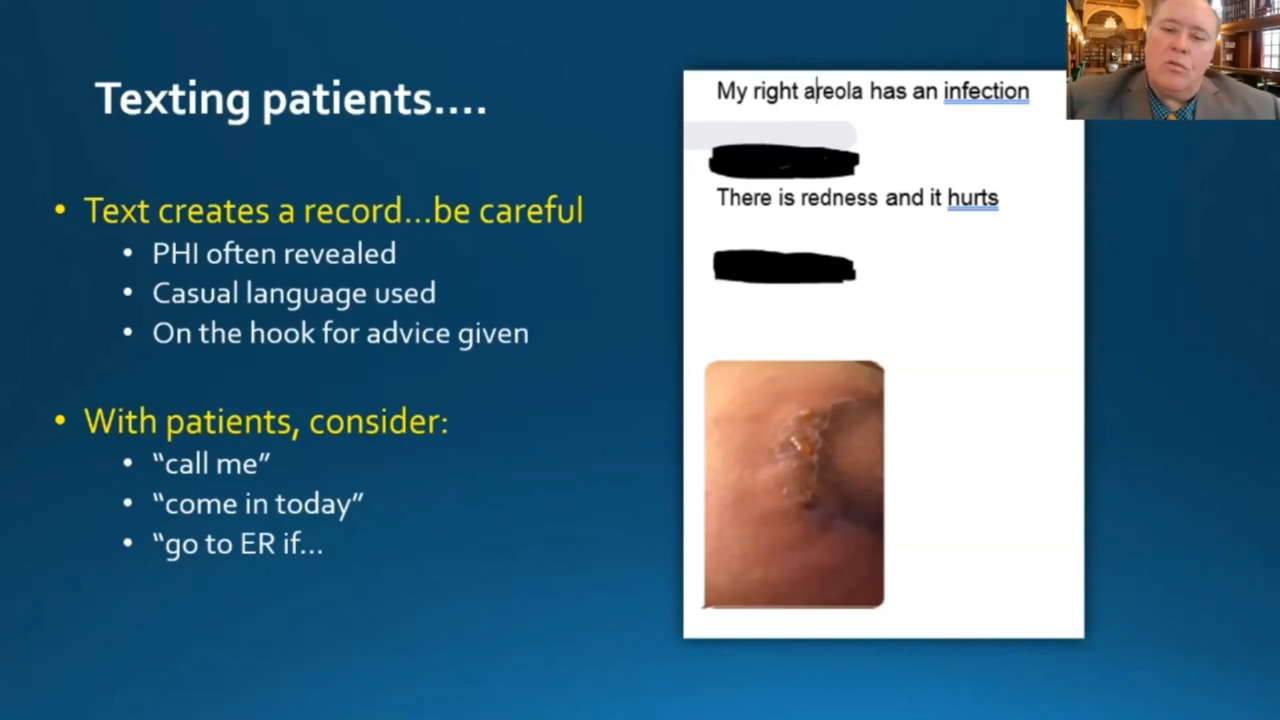 Texting patients....
Text creates a record...be careful
PHI often revealed
Casual language used
On the hook for advice given
With patients, consider:
"call me"
"come in today"
"go to ER if...
My right areola has an infection
There is redness and it hurts